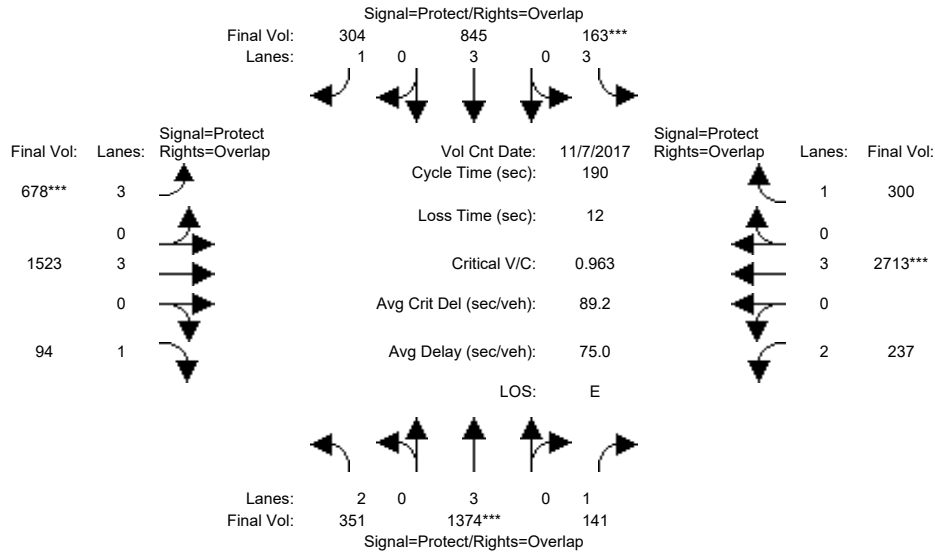 Signal=Protect/Rights=Overlap
Final Vol: 304 845 163***
Lanes: 1 0 3 0 3
Signal=Protect
Final Vol: Lanes: Rights=Overlap
Vol Cnt Date: 11/7/2017
Signal=Protect
Rights=Overlap Lanes: Final Vol:
Cycle Time (sec): 190
678*** 3
1 300
Loss Time (sec): 12
0
0
1523 3
Critical V/C: 0.963
3 2713***
0
Avg Crit Del (sec/veh): 89.2
0
94 1
Avg Delay (sec/veh): 75.0
2 237
LOS: E
Lanes: 2 0 3 0 1
Final Vol: 351 1374*** 141
Signal=Protect/Rights=Overlap